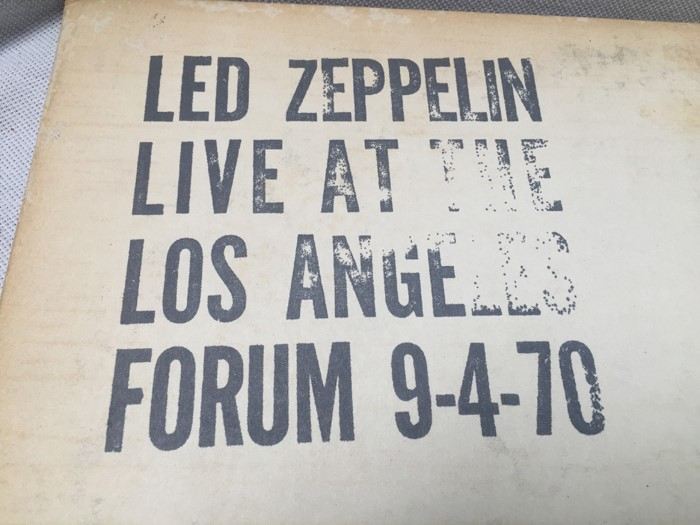 LED ZEPPELIN
LIVE AT THE
LOS ANGELES
FORUM 9-4-70